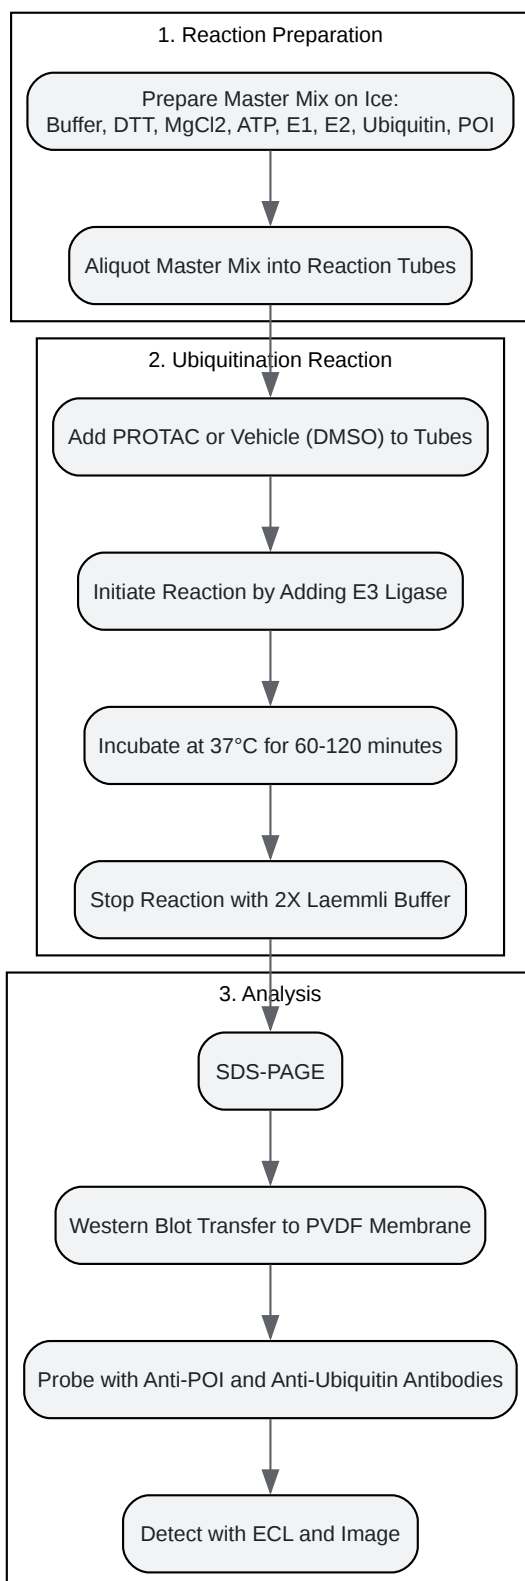 1. Reaction Preparation
Prepare Master Mix on Ice:
Buffer, DTT, MgCl2, ATP, E1, E2, Ubiquitin, POI
Aliquot Master Mix into Reaction Tubes
2. Ubiquitination Reaction
Add PROTAC or Vehicle (DMSO) to Tubes
Initiate Reaction by Adding E3 Ligase
Incubate at 37°C for 60-120 minutes
Stop Reaction with 2X Laemmli Buffer
3. Analysis
SDS-PAGE
Western Blot Transfer to PVDF Membrane
Probe with Anti-POI and Anti-Ubiquitin Antibodies
Detect with ECL and Image